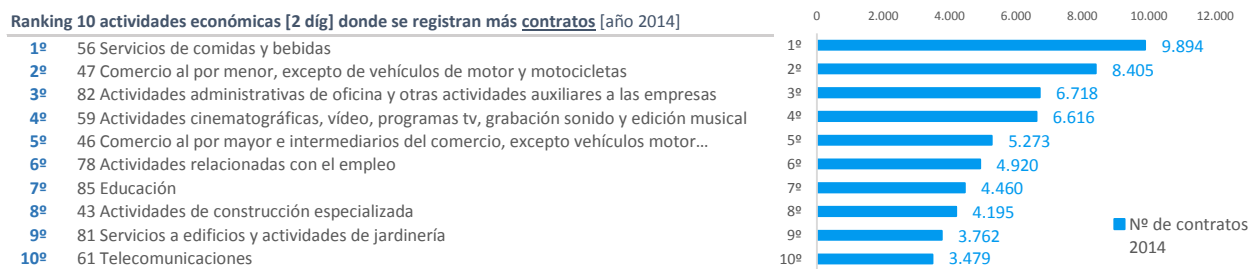 Ranking 10 actividades económicas [2 díg] donde se registran más contratos [año 2014]
1º 56 Servicios de comidas y bebidas
2º 47 Comercio al por menor, excepto de vehículos de motor y motocicletas
3º 82 Actividades administrativas de oficina y otras actividades auxiliares a las empresas
4º 59 Actividades cinematográficas, vídeo, programas tv, grabación sonido y edición musical
5º 46 Comercio al por mayor e intermediarios del comercio, excepto vehículos motor...
6º 78 Actividades relacionadas con el empleo
7º 85 Educación
8º 43 Actividades de construcción especializada
9º 81 Servicios a edificios y actividades de jardinería
10º 61 Telecomunicaciones
0 2.000 4.000 6.000 8.000 10.000 12.000
1º 9.894
2º 8.405
3º 6.718
4º 6.616
5º 5.273
6º 4.920
7º 4.460
8º 4.195
9º 3.762
10º 3.479
Nº de contratos
2014